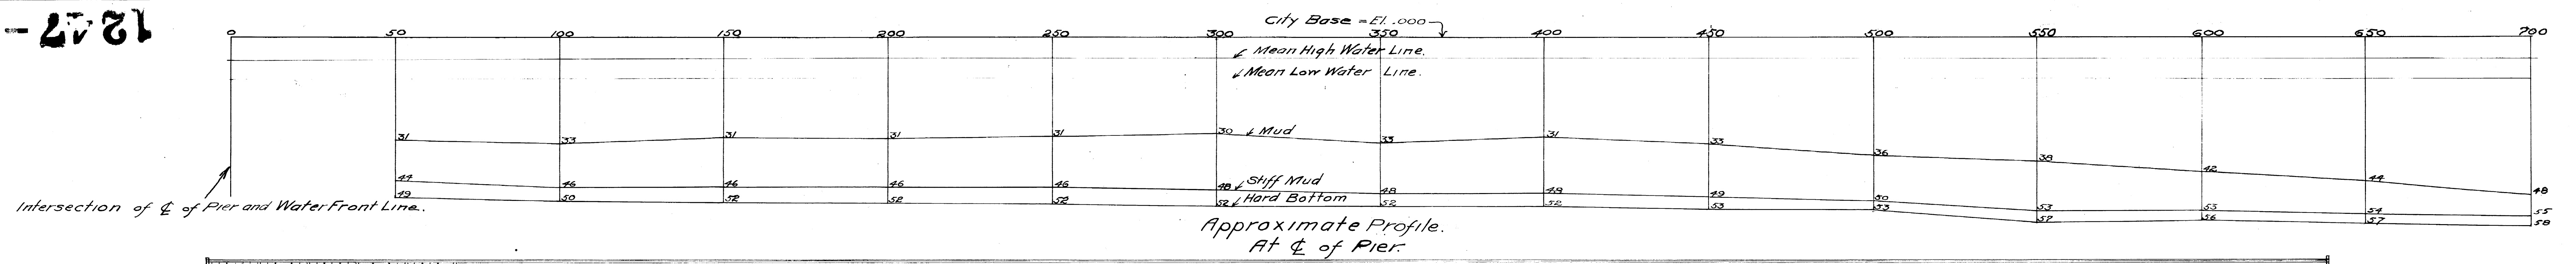 City Base = El. .000
0 50 100 150 200 250 300 350 400 450 500 550 600 650 700
Mean High Water Line.
Mean Low Water Line.
31 33 31 31 31 30 Mud 33 31 33 36 38 42 44 48
44 46 46 46 46 48 Stiff Mud 48 48 49 50 53 53 54 55
49 50 52 52 52 52 Hard Bottom 52 52 53 53 57 56 57 58
Intersection of ℄ of Pier and Water Front Line.
Approximate Profile.
At ℄ of Pier.